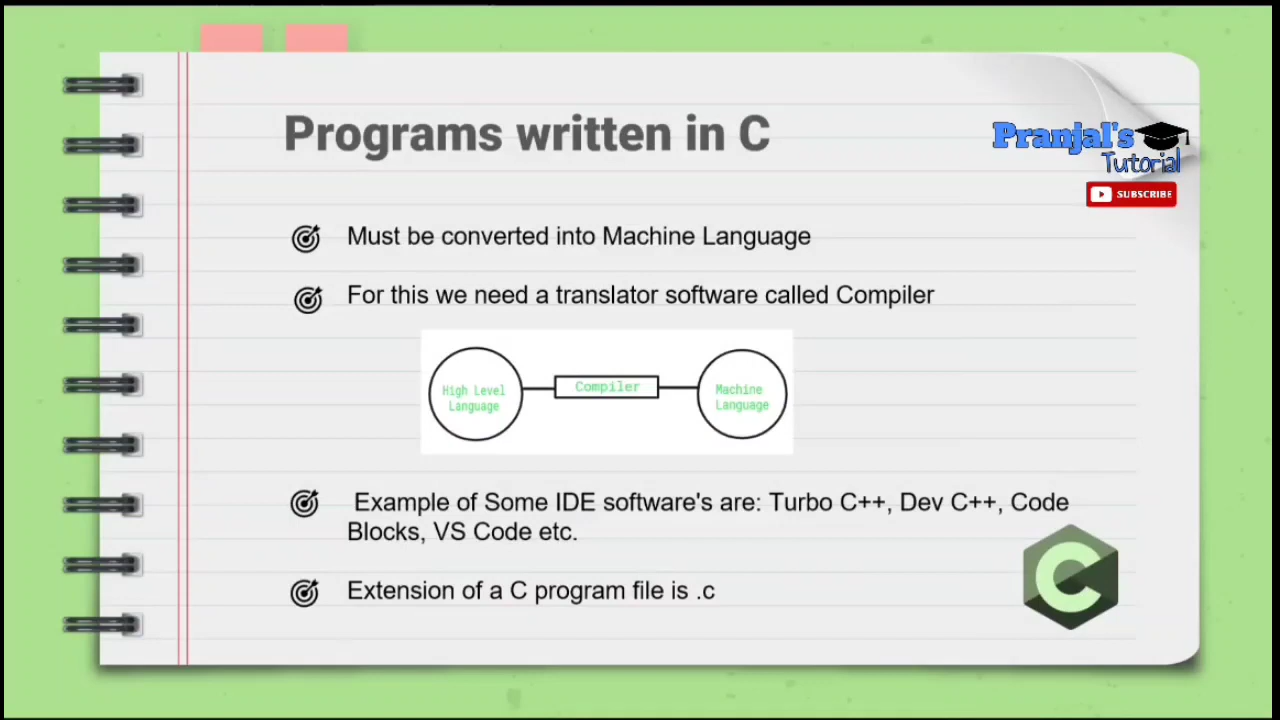 Programs written in C
Pranjal's
Tutorial
SUBSCRIBE
Must be converted into Machine Language
For this we need a translator software called Compiler
High Level
Language
Compiler
Machine
Language
Example of Some IDE software's are: Turbo C++, Dev C++, Code
Blocks, VS Code etc.
Extension of a C program file is .c
C